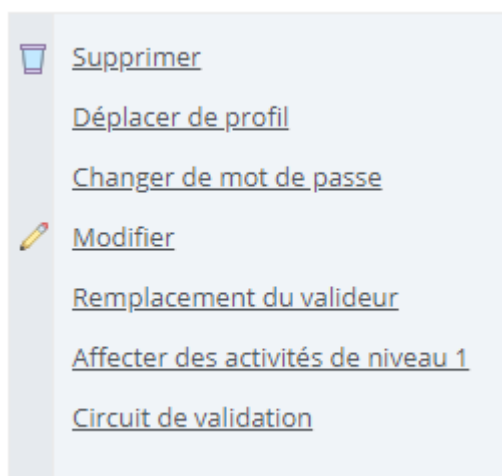 Supprimer
Déplacer de profil
Changer de mot de passe
Modifier
Remplacement du valideur
Affecter des activités de niveau 1
Circuit de validation